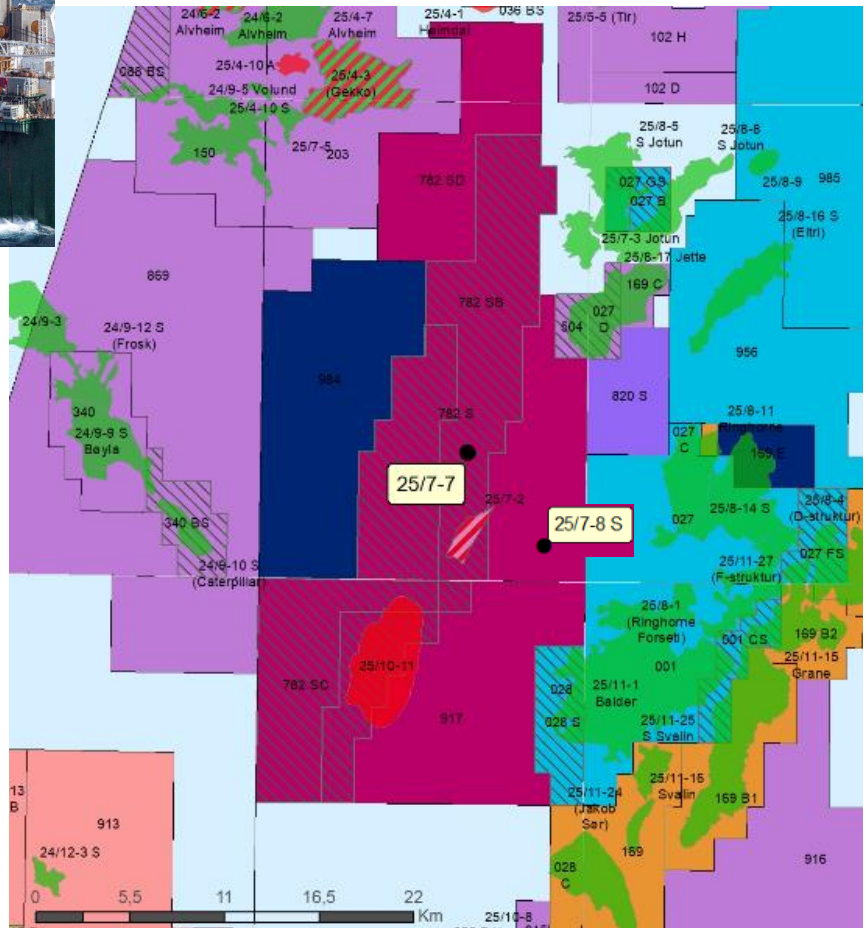 24/6-2
Alvheim
24/6-2
Alvheim
25/4-7
Alvheim
25/4-1
Heimdal
036 BS
25/5-5 (Tir)
102 H
088 BS
25/4-10 A
25/4-3
(Gekko)
24/9-5 Volund
25/4-10 S
102 D
150
25/7-5
203
25/8-5
S Jotun
25/8-8
S Jotun
782 SD
027 GS
027 B
25/8-9
985
25/8-16 S
(Eitri)
25/7-3 Jotun
25/8-17 Jette
869
169 C
24/9-3
24/9-12 S
(Frosk)
782 SB
504
027
D
984
956
820 S
340
24/9-9 S
Bøyla
782 S
25/8-11
Ringhorne
027
C
169 E
25/7-7
25/7-2
25/8-14 S
25/8-4
(D-struktur)
340 BS
25/7-8 S
027
027 FS
24/9-10 S
(Caterpillar)
25/11-27
(F-struktur)
25/8-1
(Ringhorne
Forseti)
001 CS
169 B2
25/10-11
001
25/11-15
Grane
782 SC
917
028
028 S
25/11-1
Balder
25/11-25
S Svalin
25/11-16
Svalin
13
B
913
25/11-24
(Jakob
Sør)
169 B1
24/12-3 S
169
916
028
C
0
5,5
11
16,5
22
Km
25/10-8